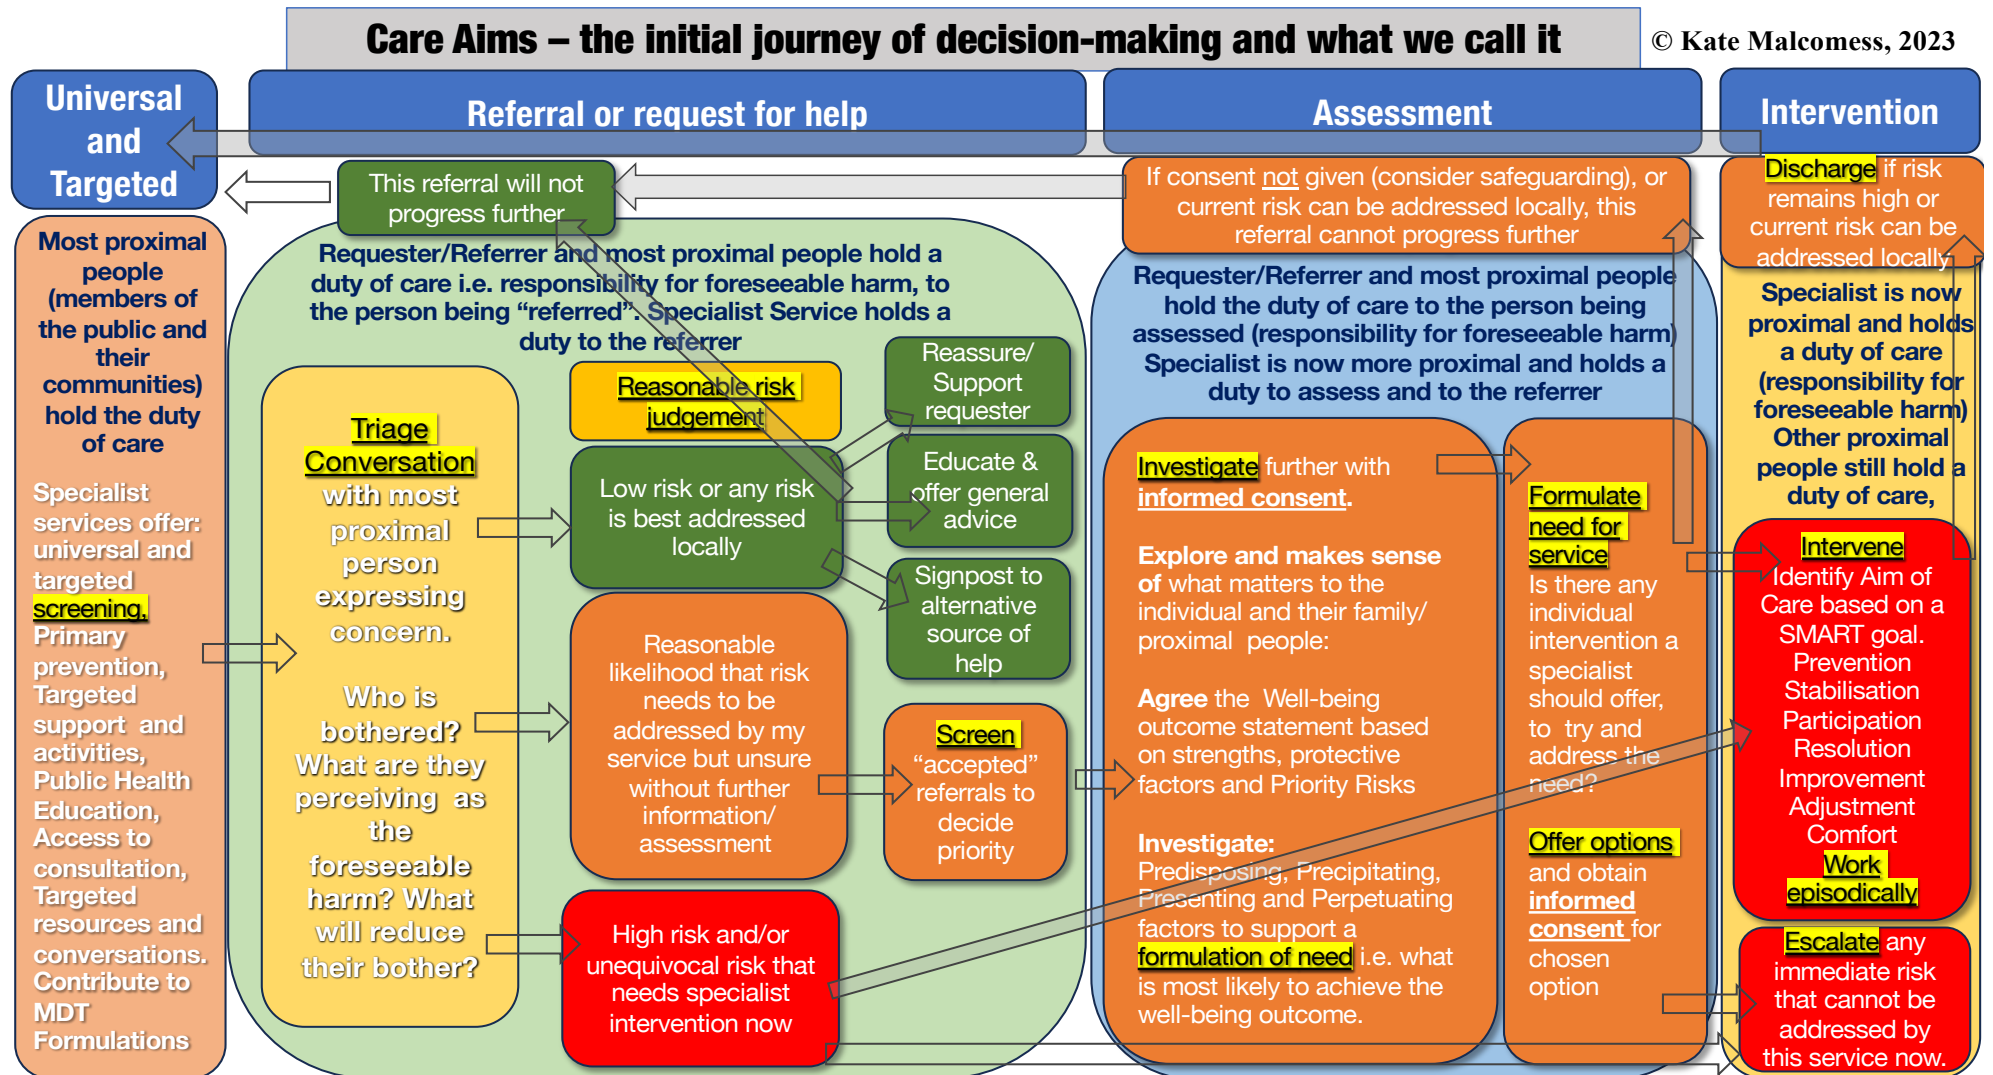 Care Aims – the initial journey of decision-making and what we call it
© Kate Malcomess, 2023
Universal
and
Targeted
Referral or request for help
Assessment
Intervention
Most proximal
people
(members of
the public and
their
communities)
hold the duty
of care
Specialist
services offer:
universal and
targeted
screening,
Primary
prevention,
Targeted
support and
activities,
Public Health
Education,
Access to
consultation,
Targeted
resources and
conversations.
Contribute to
MDT
Formulations
This referral will not
progress further
Requester/Referrer and most proximal people hold a
duty of care i.e. responsibility for foreseeable harm, to
the person being “referred”. Specialist Service holds a
duty to the referrer
Triage
Conversation
with most
proximal
person
expressing
concern.
Who is
bothered?
What are they
perceiving as
the
foreseeable
harm? What
will reduce
their bother?
Reasonable risk
judgement
Low risk or any risk
is best addressed
locally
Reasonable
likelihood that risk
needs to be
addressed by my
service but unsure
without further
information/
assessment
High risk and/or
unequivocal risk that
needs specialist
intervention now
Reassure/
Support
requester
Educate &
offer general
advice
Signpost to
alternative
source of
help
Screen
“accepted”
referrals to
decide
priority
If consent not given (consider safeguarding), or
current risk can be addressed locally, this
referral cannot progress further
Requester/Referrer and most proximal people
hold the duty of care to the person being
assessed (responsibility for foreseeable harm)
Specialist is now more proximal and holds a
duty to assess and to the referrer
Investigate further with
informed consent.
Explore and makes sense
of what matters to the
individual and their family/
proximal people:
Agree the Well-being
outcome statement based
on strengths, protective
factors and Priority Risks
Investigate:
Predisposing, Precipitating,
Presenting and Perpetuating
factors to support a
formulation of need i.e. what
is most likely to achieve the
well-being outcome.
Formulate
need for
service
Is there any
individual
intervention a
specialist
should offer,
to try and
address the
need?
Offer options
and obtain
informed
consent for
chosen
option
Discharge if risk
remains high or
current risk can be
addressed locally
Specialist is now
proximal and holds
a duty of care
(responsibility for
foreseeable harm)
Other proximal
people still hold a
duty of care,
Intervene
Identify Aim of
Care based on a
SMART goal.
Prevention
Stabilisation
Participation
Resolution
Improvement
Adjustment
Comfort
Work
episodically
Escalate any
immediate risk
that cannot be
addressed by
this service now.